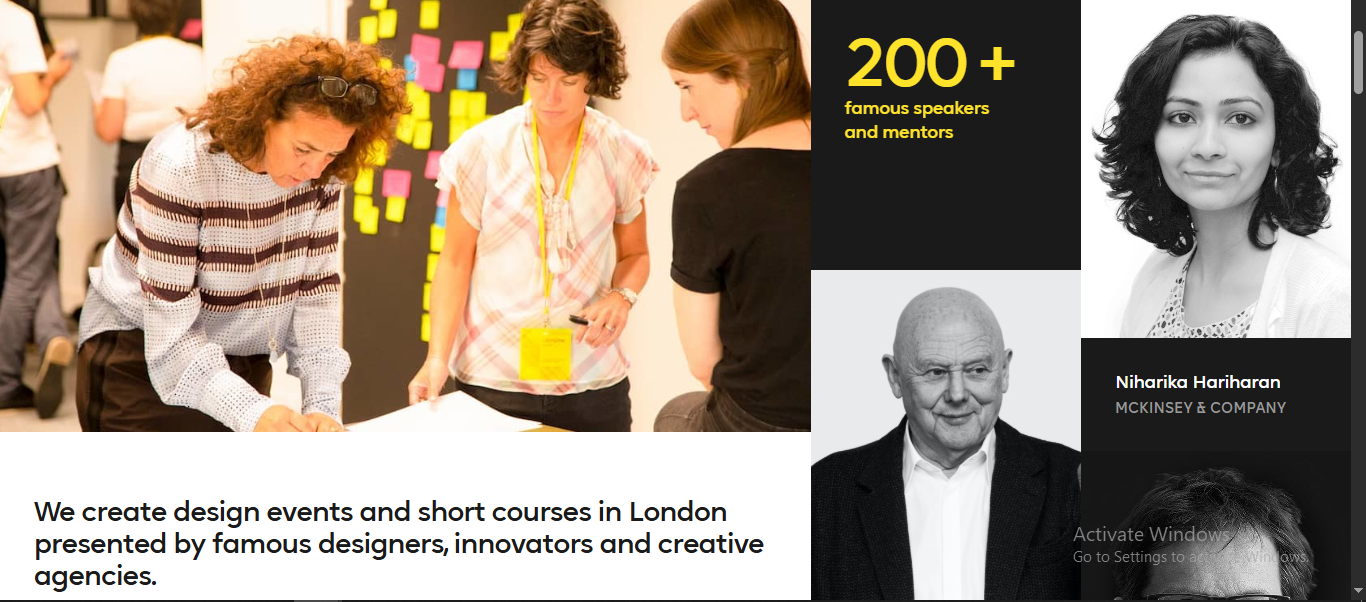 200 +
famous speakers
and mentors
Niharika Hariharan
MCKINSEY & COMPANY
We create design events and short courses in London
presented by famous designers, innovators and creative
agencies.
Activate Windows
Go to Settings to activate Windows.